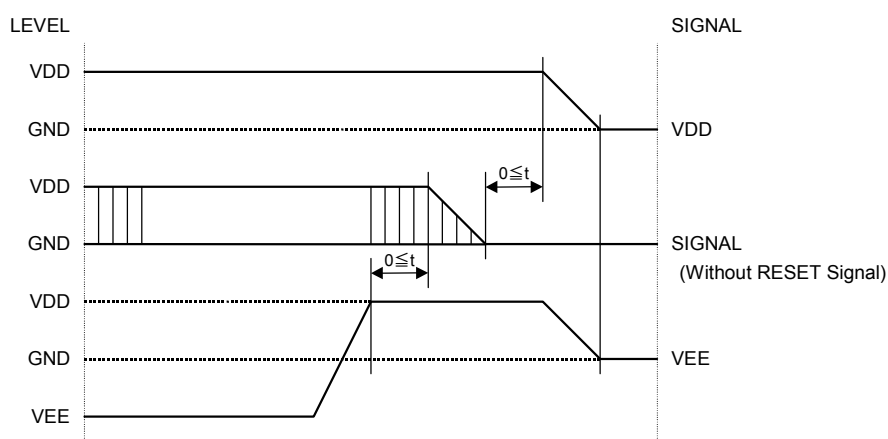 LEVEL SIGNAL
VDD
GND VDD
VDD
0≦t
GND SIGNAL
(Without RESET Signal)
0≦t
VDD
GND VEE
VEE